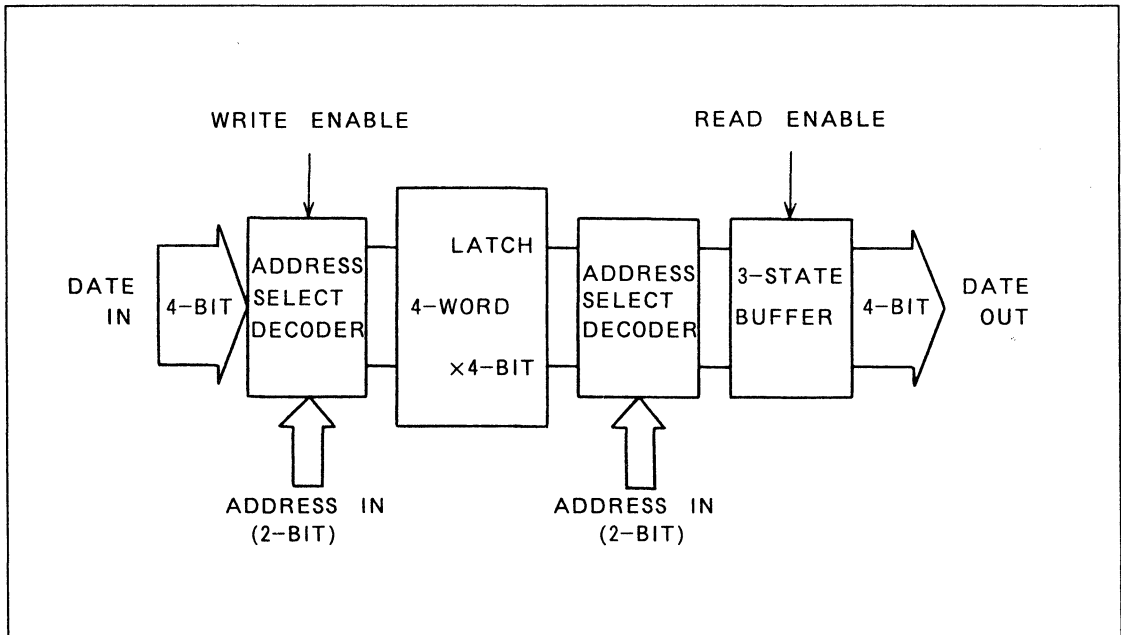 WRITE ENABLE
READ ENABLE
DATE
IN
4-BIT
ADDRESS
SELECT
DECODER
LATCH
4-WORD
×4-BIT
ADDRESS
SELECT
DECODER
3-STATE
BUFFER
4-BIT
DATE
OUT
ADDRESS IN
(2-BIT)
ADDRESS IN
(2-BIT)